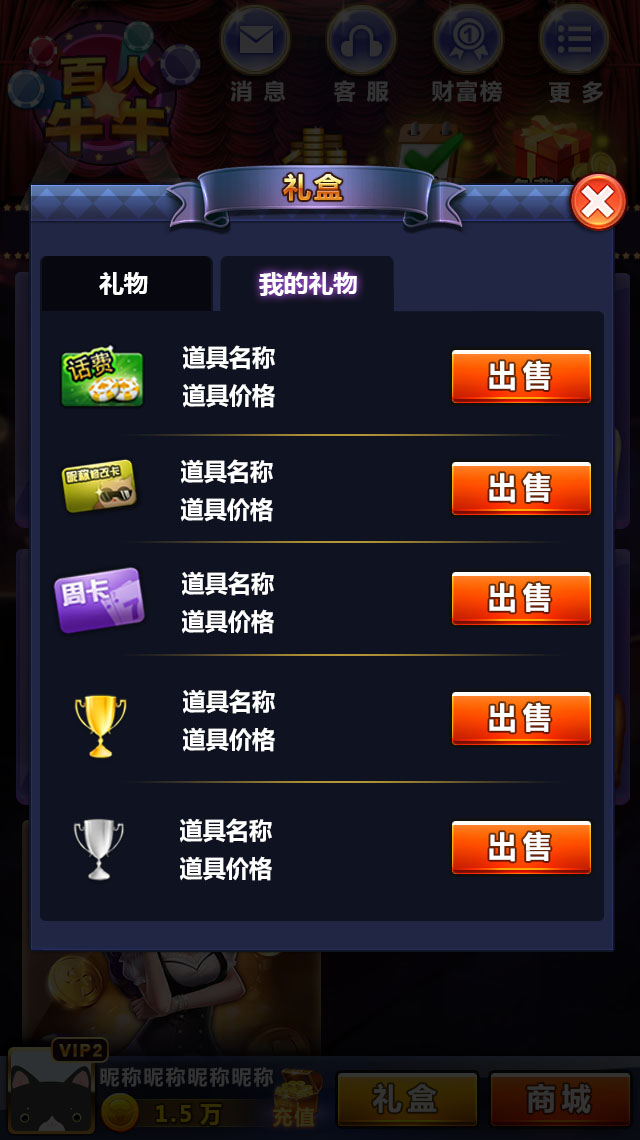 百人
牛牛
消息 客服 财富榜 更多
礼盒
礼物 我的礼物
话费
道具名称
道具价格
出售
昵称修改卡
道具名称
道具价格
出售
周卡
7
道具名称
道具价格
出售
道具名称
道具价格
出售
道具名称
道具价格
出售
VIP2
昵称昵称昵称昵称
1.5万
充值
礼盒
商城